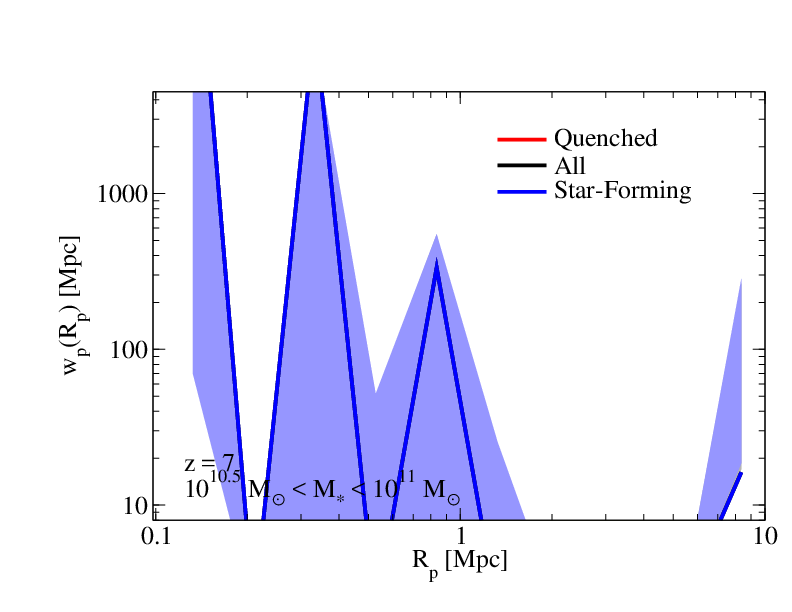 Quenched
All
Star-Forming
1000
100
10
w_p(R_p) [Mpc]
z = 7
10^10.5 M_⊙ < M_* < 10^11 M_⊙
0.1 1 10
R_p [Mpc]